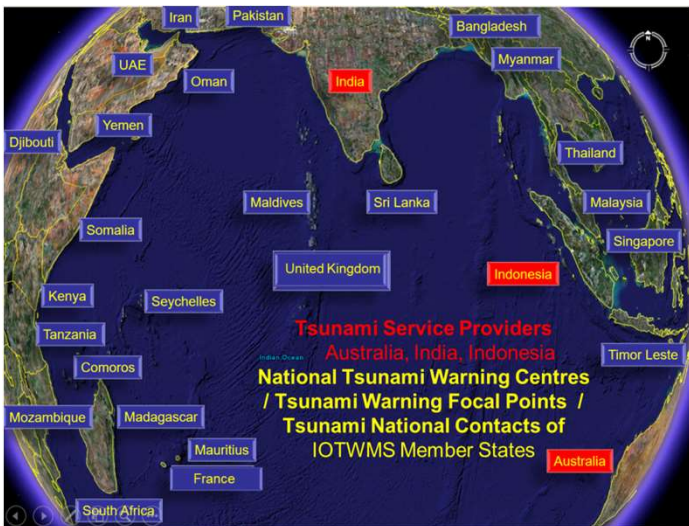 Iran
Pakistan
Bangladesh
N
UAE
Oman
India
Myanmar
Yemen
Djibouti
Thailand
Maldives
Sri Lanka
Malaysia
Somalia
Singapore
United Kingdom
Indonesia
Kenya
Seychelles
Tsunami Service Providers
Tanzania
Indian Ocean
Australia, India, Indonesia
Timor Leste
Comoros
National Tsunami Warning Centres
/ Tsunami Warning Focal Points /
Mozambique
Madagascar
Tsunami National Contacts of
Mauritius
IOTWMS Member States
Australia
France
South Africa